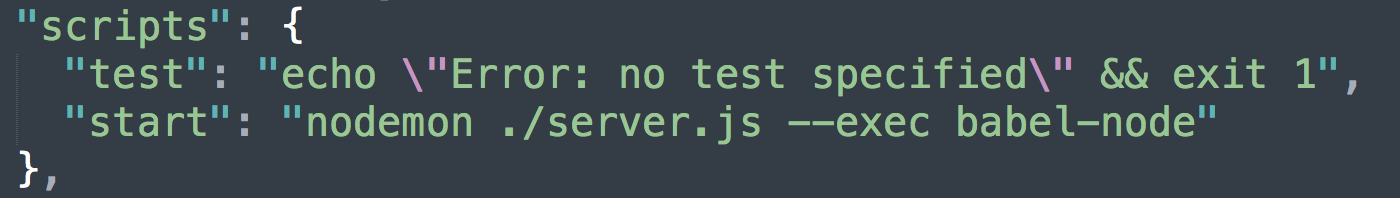 "scripts": {
  "test": "echo \"Error: no test specified\" && exit 1",
  "start": "nodemon ./server.js --exec babel-node"
},